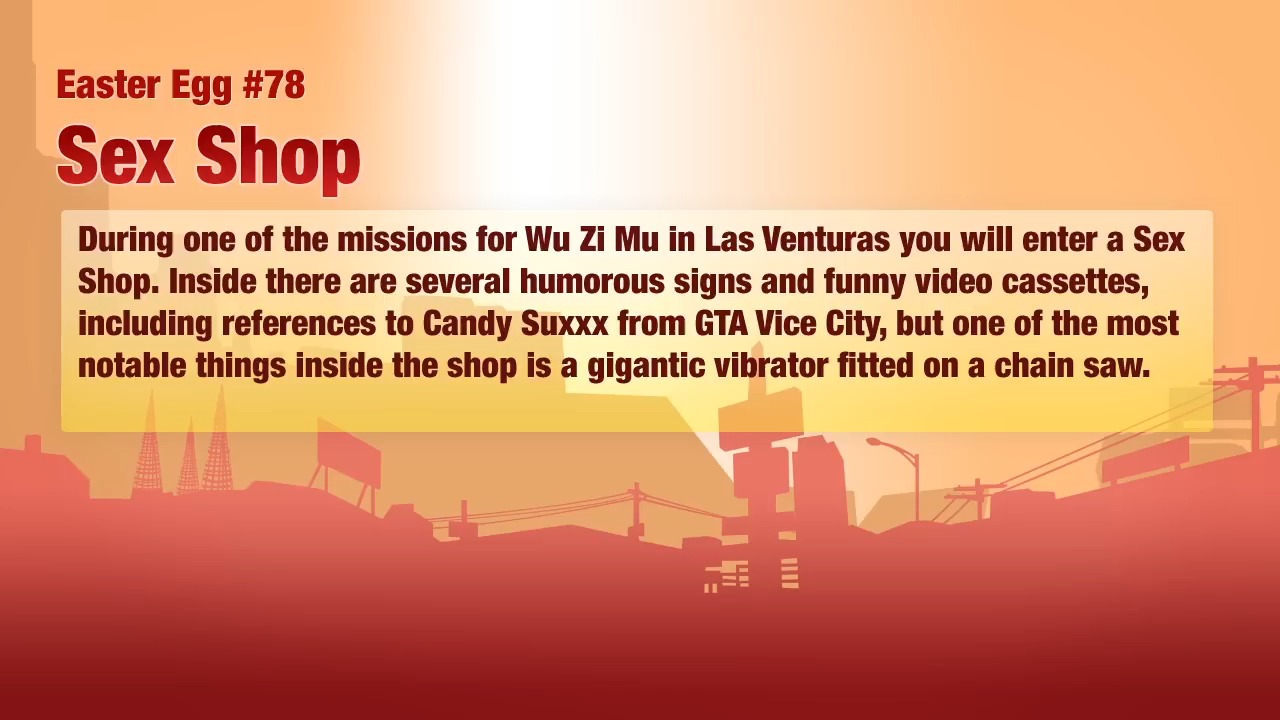 Easter Egg #78
Sex Shop
During one of the missions for Wu Zi Mu in Las Venturas you will enter a Sex
Shop. Inside there are several humorous signs and funny video cassettes,
including references to Candy Suxxx from GTA Vice City, but one of the most
notable things inside the shop is a gigantic vibrator fitted on a chain saw.